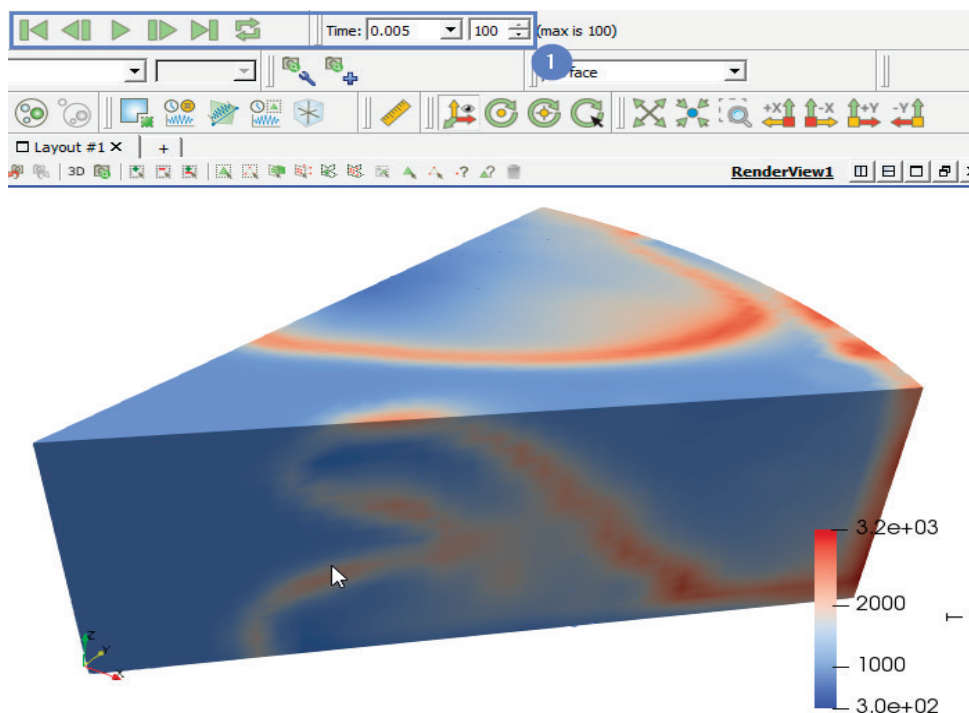 Time: 0.005 100 (max is 100)
1
face
+X -X +Y -Y
Layout #1 X +
3D -? ? RenderView1
3.2e+03
2000
T
1000
3.0e+02
Z
Y
X